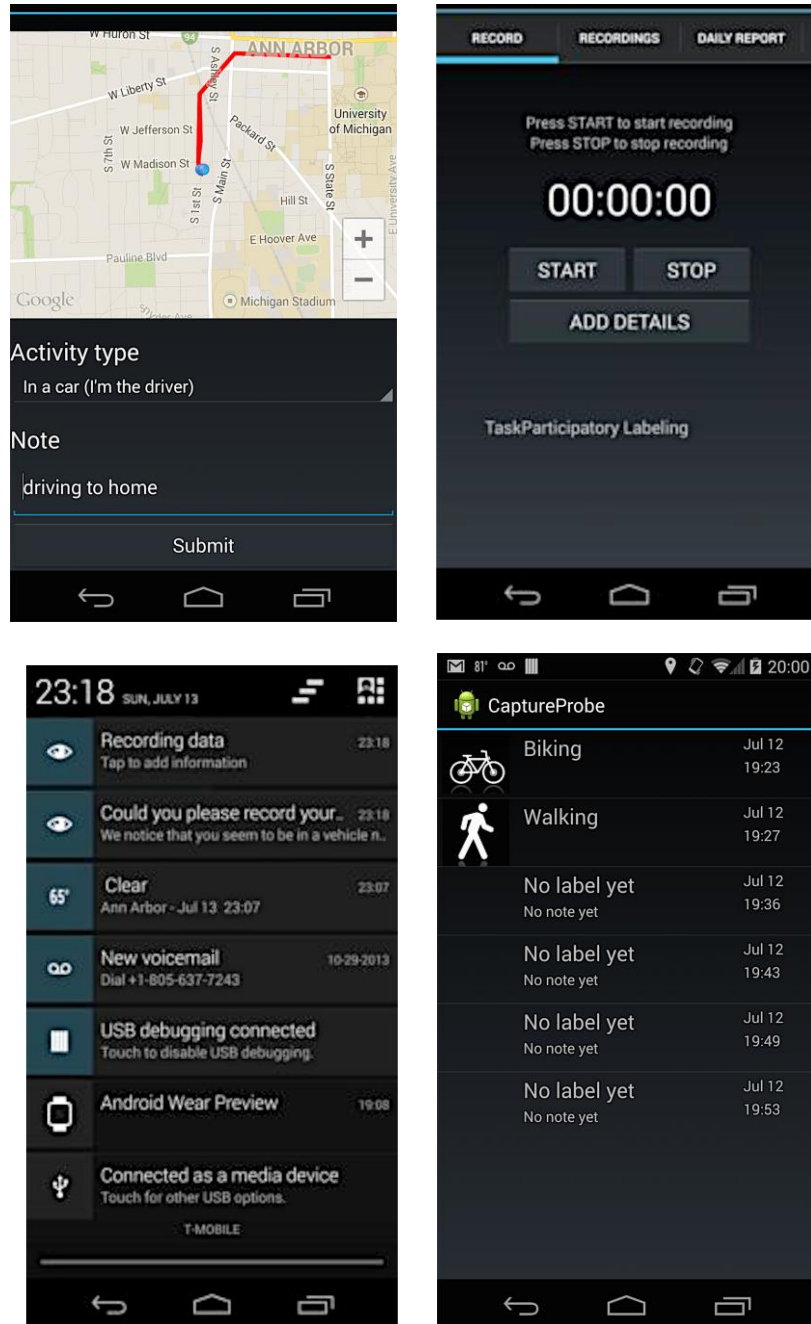 W Huron St
94
ANN ARBOR
S Ashley St
W Liberty St
University
of Michigan
W Jefferson St
Packard St
S 7th St
W Madison St
S 1st St
S Main St
S State St
E University Ave
Hill St
E Hoover Ave
+
Pauline Blvd
−
Google
Snyder Ave
Michigan Stadium
Activity type
In a car (I'm the driver)
Note
driving to home
Submit
RECORD RECORDINGS DAILY REPORT
Press START to start recording
Press STOP to stop recording
00:00:00
START STOP
ADD DETAILS
TaskParticipatory Labeling
23:18 SUN, JULY 13
Recording data 23:18
Tap to add information
Could you please record your.. 23:18
We notice that you seem to be in a vehicle n..
65° Clear 23:07
Ann Arbor - Jul 13 23:07
New voicemail 10-29-2013
Dial +1-805-637-7243
USB debugging connected
Touch to disable USB debugging.
Android Wear Preview 19:08
Connected as a media device
Touch for other USB options.
T-MOBILE
81° 20:00
CaptureProbe
Biking Jul 12
19:23
Walking Jul 12
19:27
No label yet Jul 12
No note yet 19:36
No label yet Jul 12
No note yet 19:43
No label yet Jul 12
No note yet 19:49
No label yet Jul 12
No note yet 19:53